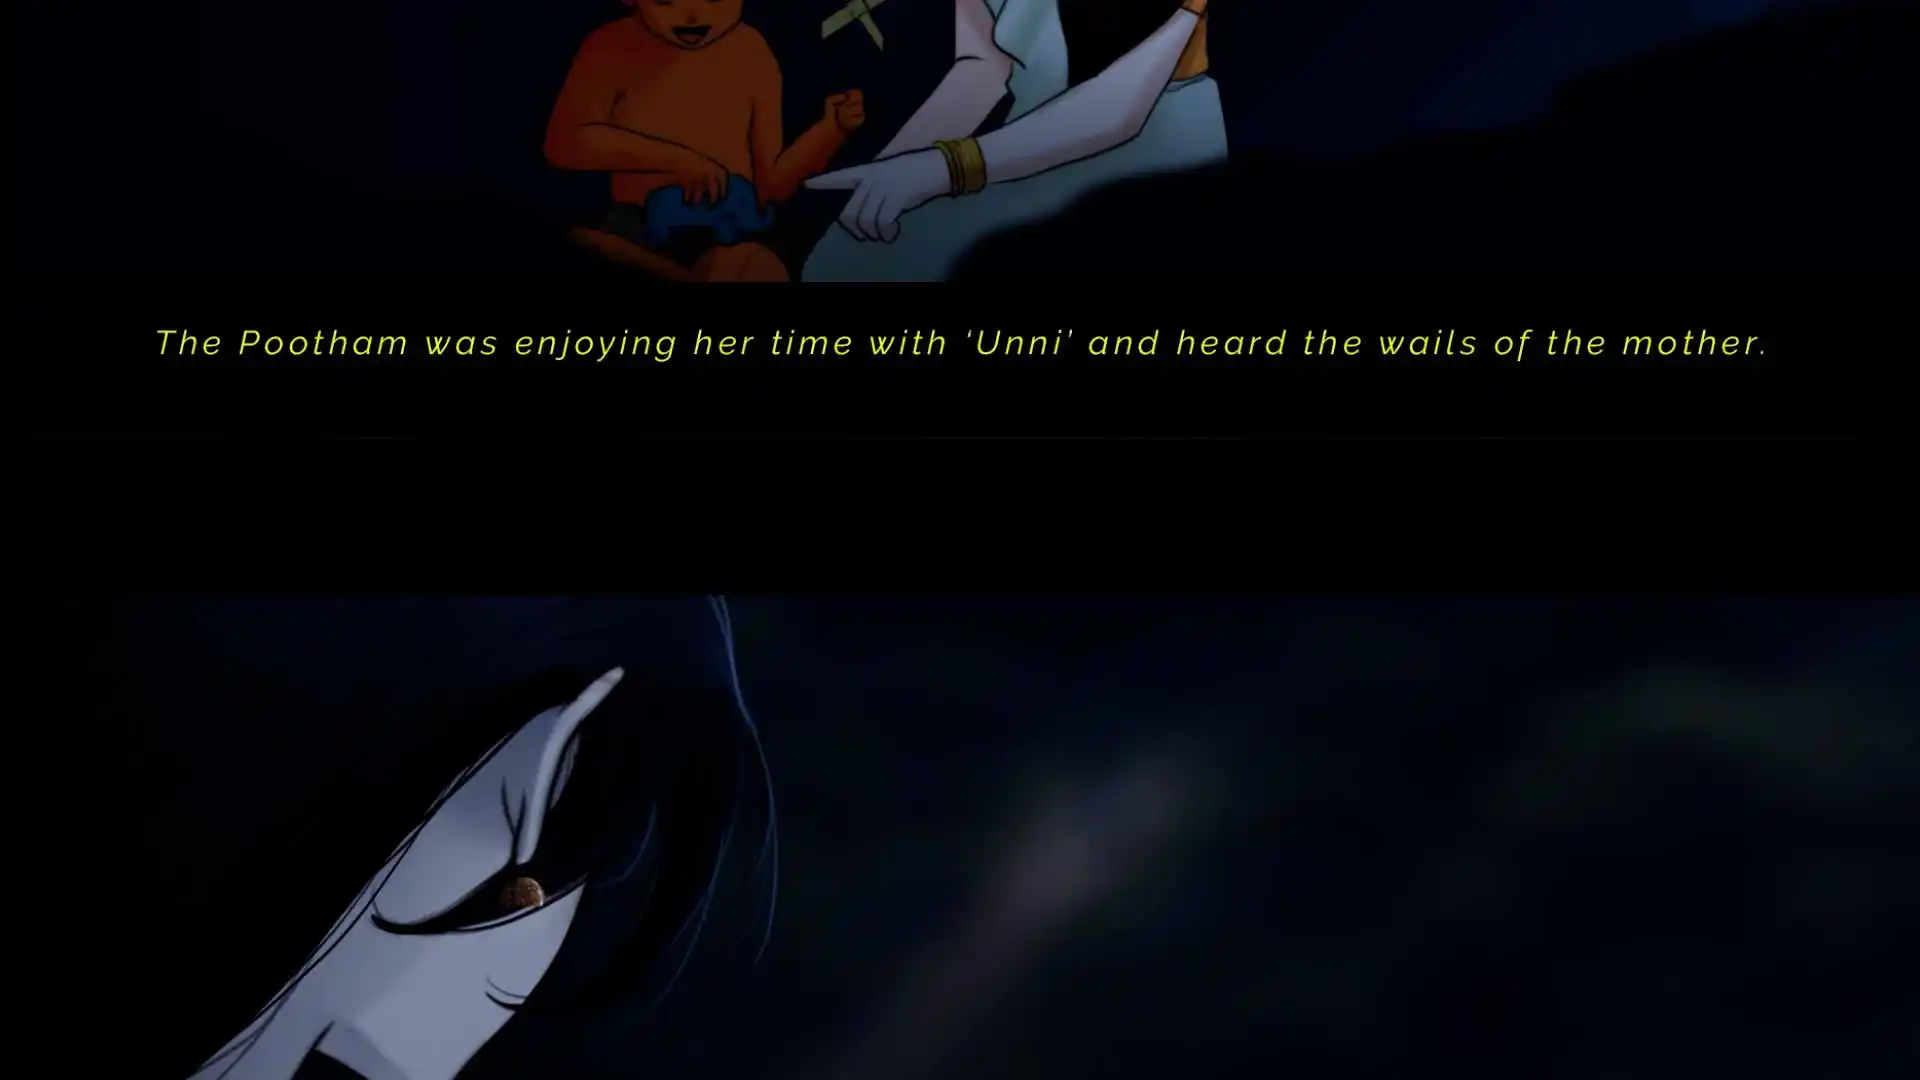 The Pootham was enjoying her time with ‘Unni’ and heard the wails of the mother.